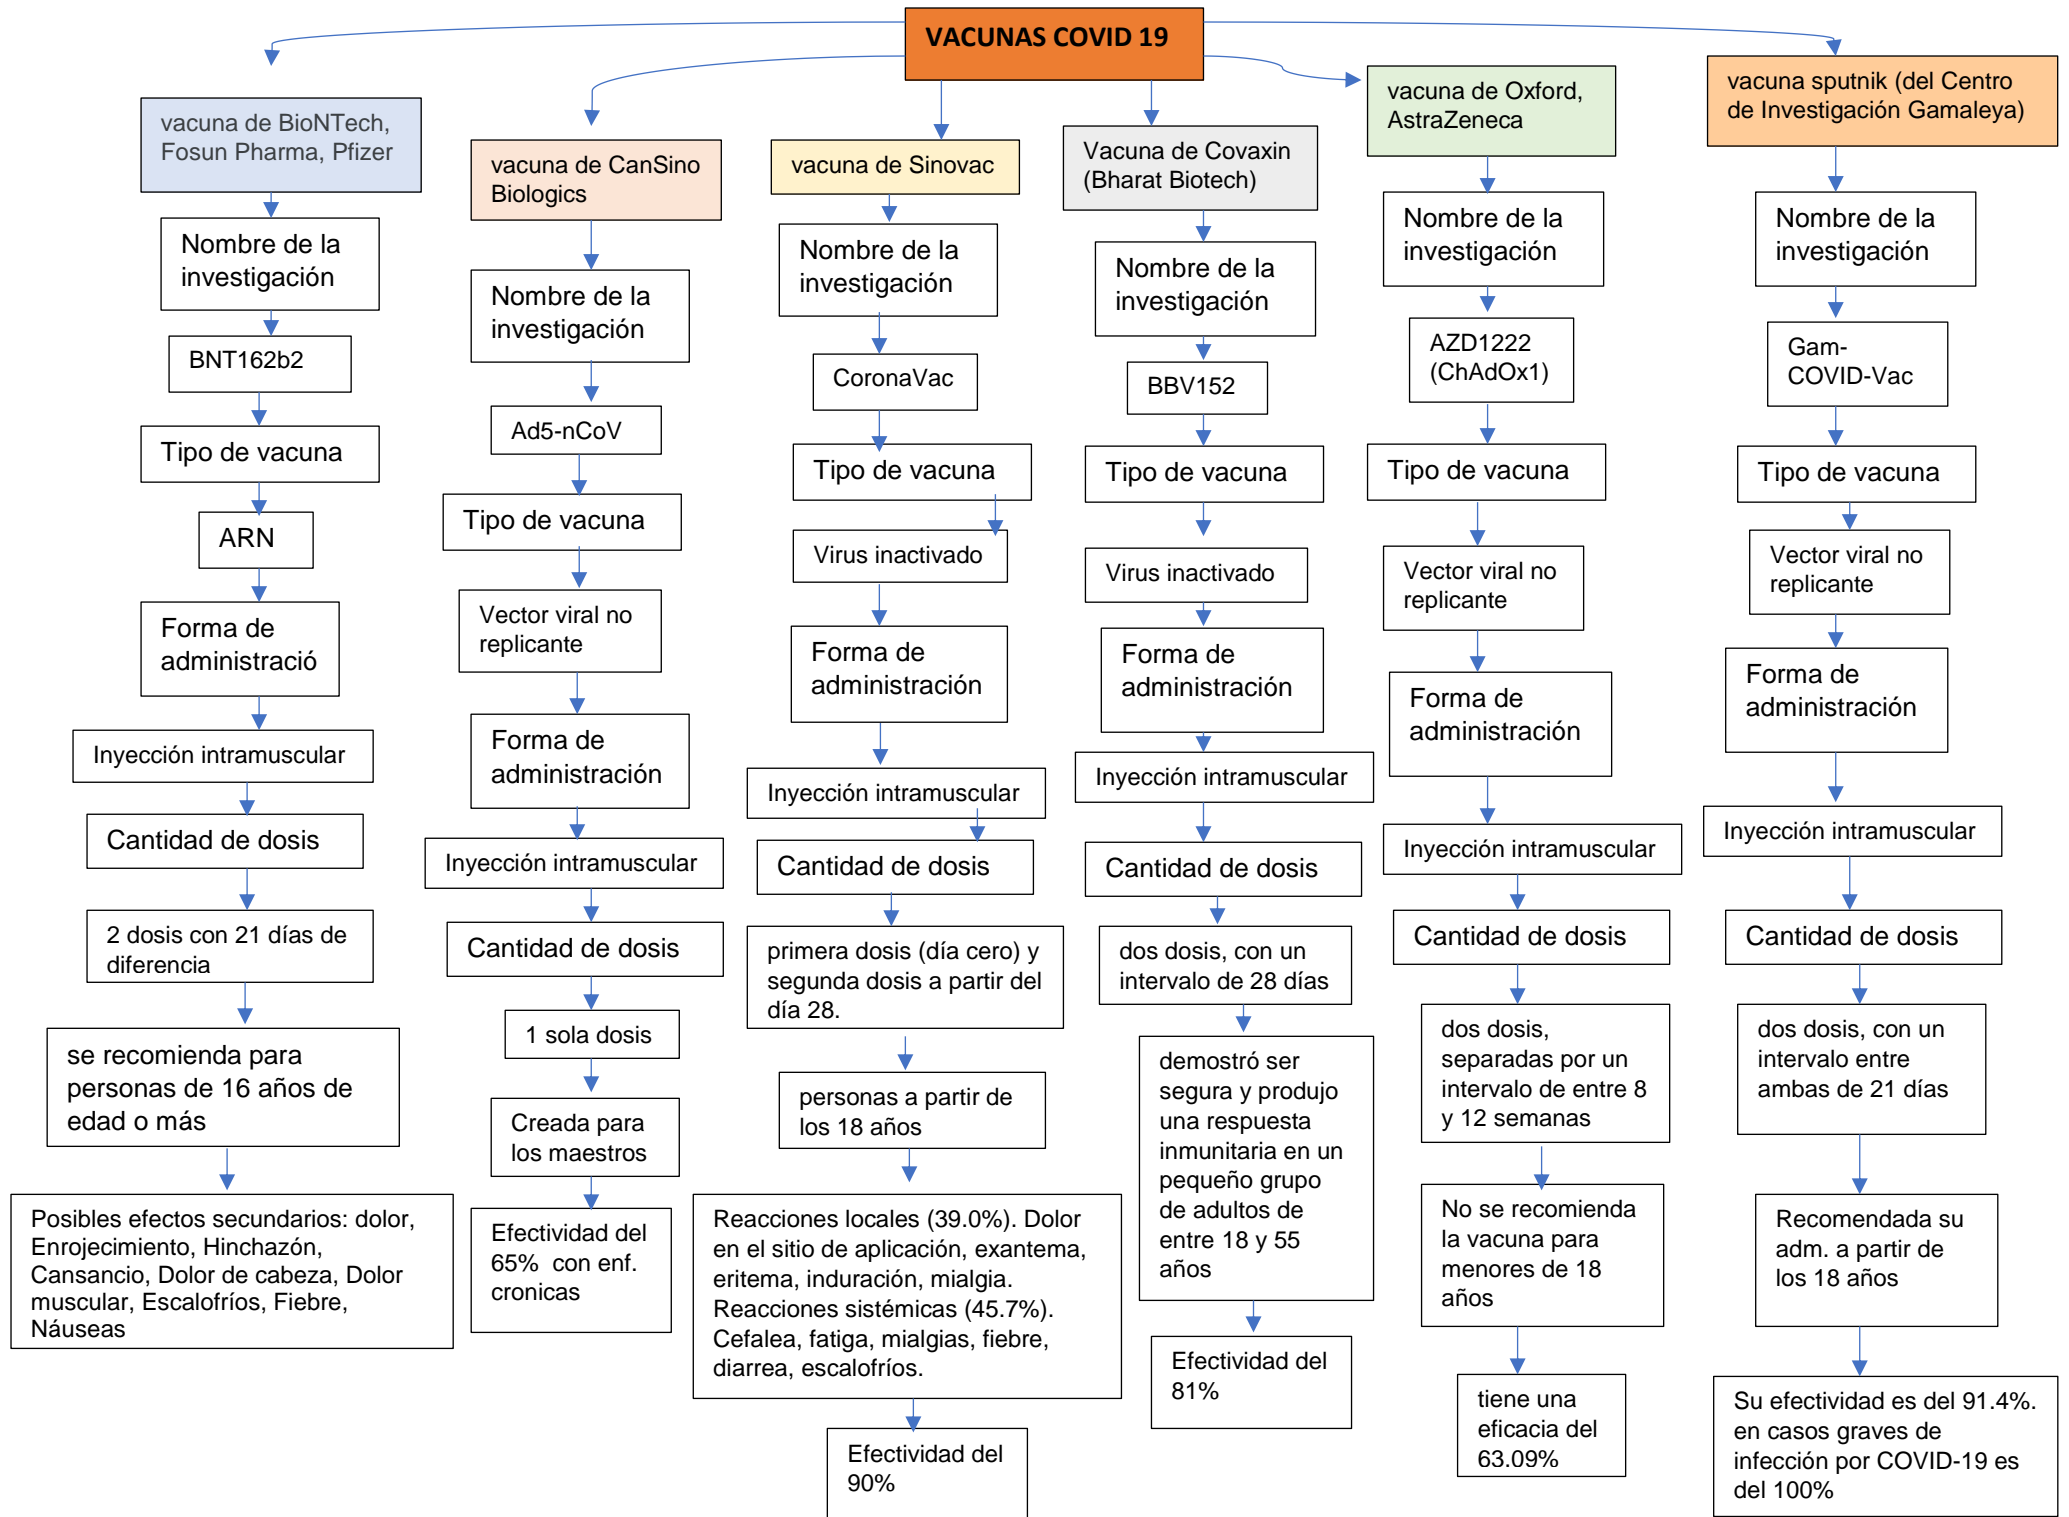 VACUNAS COVID 19
vacuna de BioNTech,
Fosun Pharma, Pfizer
Nombre de la
investigación
BNT162b2
Tipo de vacuna
ARN
Forma de
administració
Inyección intramuscular
Cantidad de dosis
2 dosis con 21 días de
diferencia
se recomienda para
personas de 16 años de
edad o más
Posibles efectos secundarios: dolor,
Enrojecimiento, Hinchazón,
Cansancio, Dolor de cabeza, Dolor
muscular, Escalofríos, Fiebre,
Náuseas
vacuna de CanSino
Biologics
Nombre de la
investigación
Ad5-nCoV
Tipo de vacuna
Vector viral no
replicante
Forma de
administración
Inyección intramuscular
Cantidad de dosis
1 sola dosis
Creada para
los maestros
Efectividad del
65%  con enf.
cronicas
vacuna de Sinovac
Nombre de la
investigación
CoronaVac
Tipo de vacuna
Virus inactivado
Forma de
administración
Inyección intramuscular
Cantidad de dosis
primera dosis (día cero) y
segunda dosis a partir del
día 28.
personas a partir de
los 18 años
Reacciones locales (39.0%). Dolor
en el sitio de aplicación, exantema,
eritema, induración, mialgia.
Reacciones sistémicas (45.7%).
Cefalea, fatiga, mialgias, fiebre,
diarrea, escalofríos.
Efectividad del
90%
Vacuna de Covaxin
(Bharat Biotech)
Nombre de la
investigación
BBV152
Tipo de vacuna
Virus inactivado
Forma de
administración
Inyección intramuscular
Cantidad de dosis
dos dosis, con un
intervalo de 28 días
demostró ser
segura y produjo
una respuesta
inmunitaria en un
pequeño grupo
de adultos de
entre 18 y 55
años
Efectividad del
81%
vacuna de Oxford,
AstraZeneca
Nombre de la
investigación
AZD1222
(ChAdOx1)
Tipo de vacuna
Vector viral no
replicante
Forma de
administración
Inyección intramuscular
Cantidad de dosis
dos dosis,
separadas por un
intervalo de entre 8
y 12 semanas
No se recomienda
la vacuna para
menores de 18
años
tiene una
eficacia del
63.09%
vacuna sputnik (del Centro
de Investigación Gamaleya)
Nombre de la
investigación
Gam-
COVID-Vac
Tipo de vacuna
Vector viral no
replicante
Forma de
administración
Inyección intramuscular
Cantidad de dosis
dos dosis, con un
intervalo entre
ambas de 21 días
Recomendada su
adm. a partir de
los 18 años
Su efectividad es del 91.4%.
en casos graves de
infección por COVID-19 es
del 100%